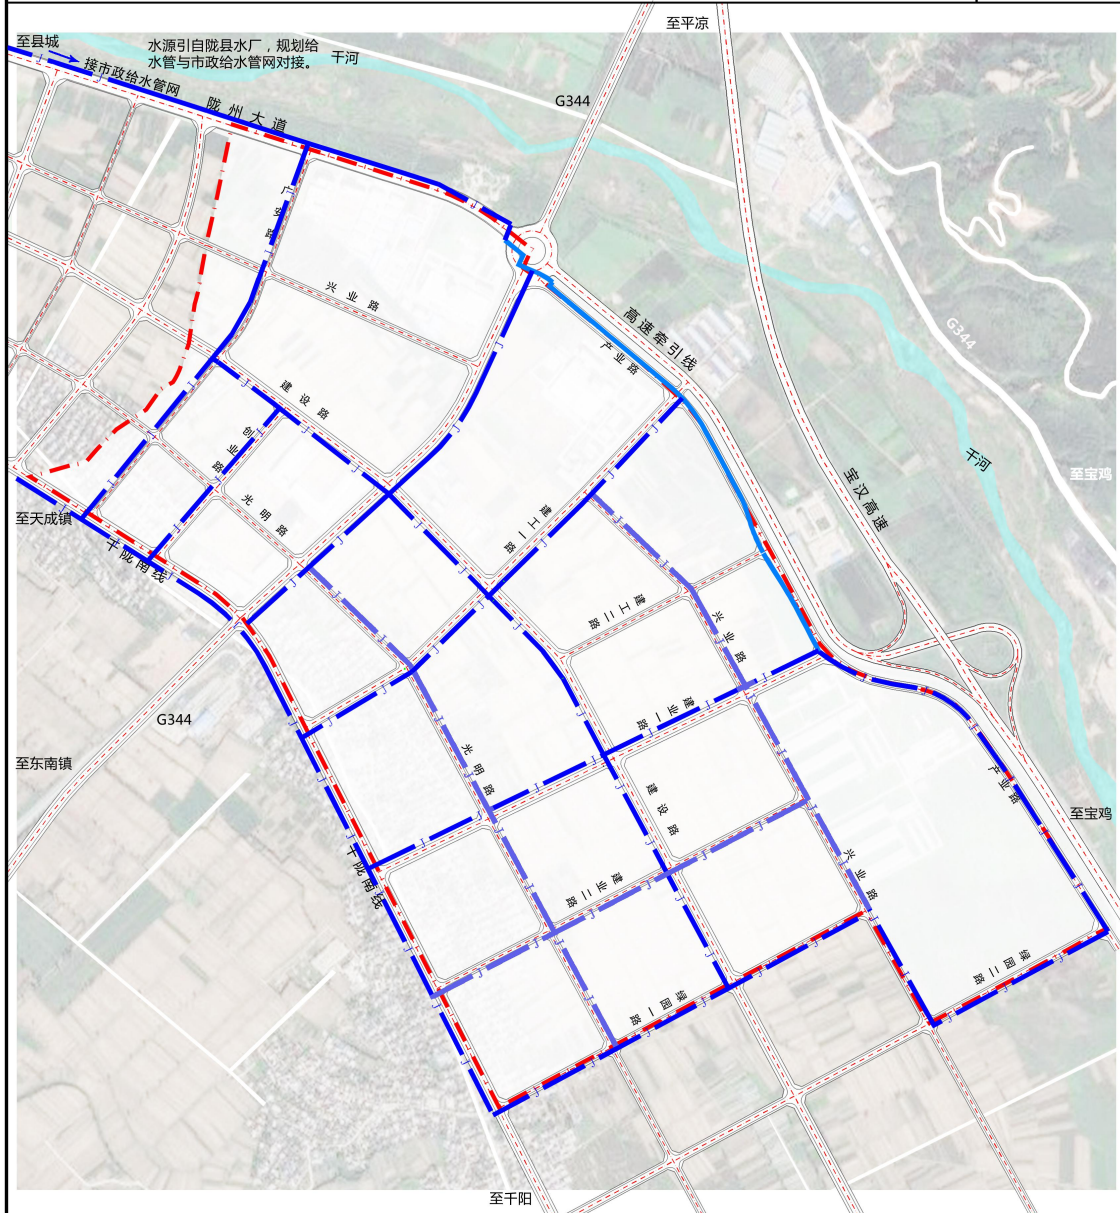 至平凉
至县城
水源引自陇县水厂，规划给
水管与市政给水管网对接。
干河
接市政给水管网
G344
陇州大道
广安路
兴业路
高速牵引线
G344
产业路
建设路
创业路
至宝鸡
干河
宝汉高速
光明路
建工一路
至天成镇
千陇南线
建工二路
兴业路
建业一路
G344
光明路
至东南镇
产业路
建设路
至宝鸡
千陇南线
兴业路
建业二路
绿园二路
绿园一路
至千阳